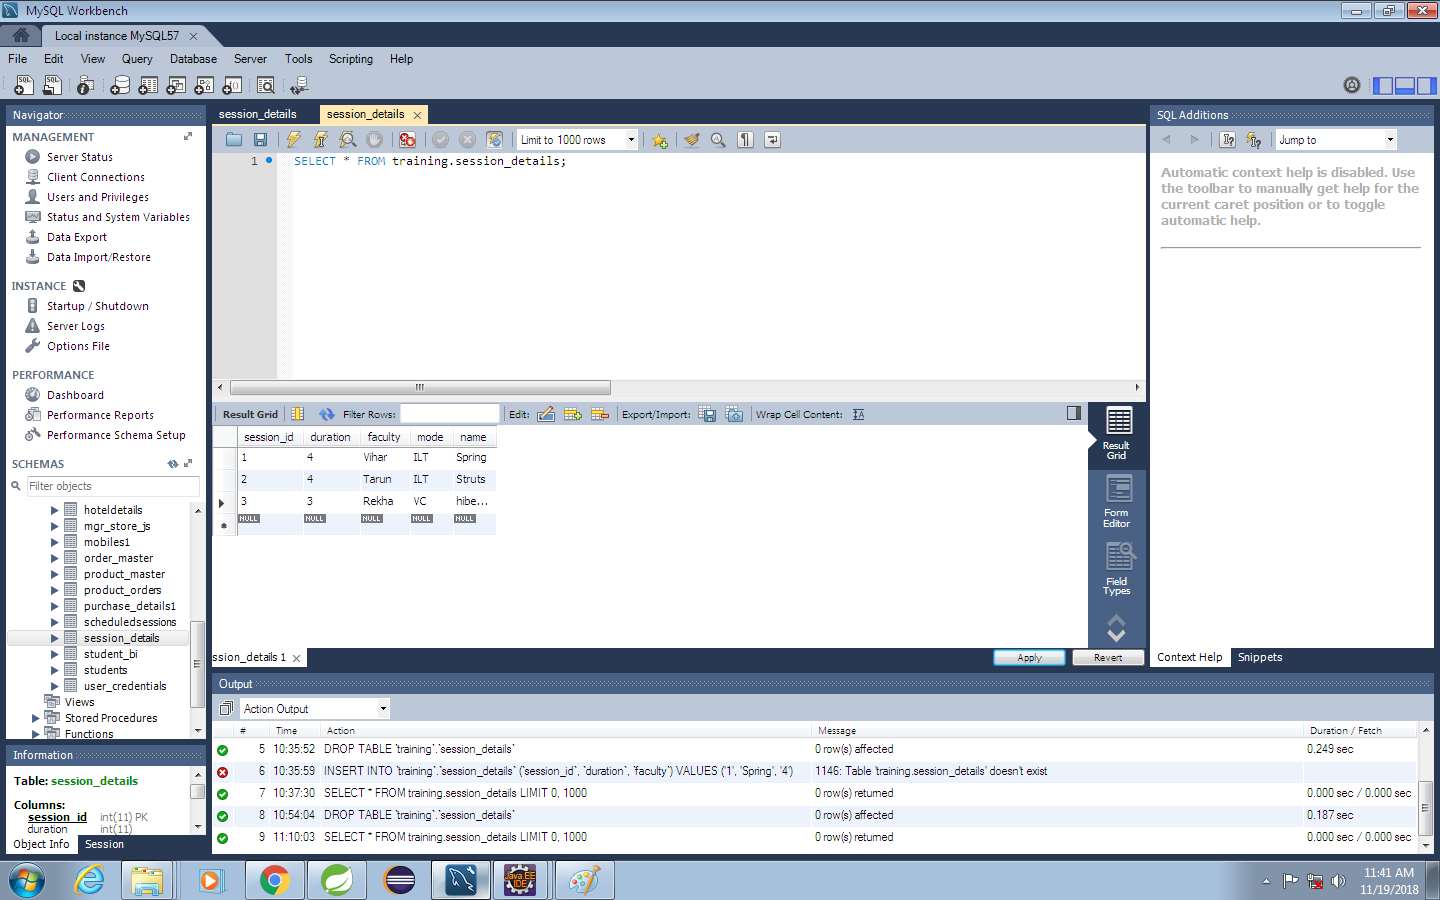 MySQL Workbench
Local instance MySQL57
File Edit View Query Database Server Tools Scripting Help
Navigator
MANAGEMENT
Server Status
Client Connections
Users and Privileges
Status and System Variables
Data Export
Data Import/Restore
INSTANCE
Startup / Shutdown
Server Logs
Options File
PERFORMANCE
Dashboard
Performance Reports
Performance Schema Setup
SCHEMAS
Filter objects
hoteldetails
mgr_store_js
mobiles1
order_master
product_master
product_orders
purchase_details1
scheduledsessions
session_details
student_bi
students
user_credentials
Views
Stored Procedures
Functions
Information
Table: session_details
Columns:
session_id int(11) PK
duration int(11)
Object Info Session
session_details session_details
Limit to 1000 rows
1 SELECT * FROM training.session_details;
Result Grid Filter Rows: Edit: Export/Import: Wrap Cell Content:
session_id duration faculty mode name
1 4 Vihar ILT Spring
2 4 Tarun ILT Struts
3 3 Rekha VC hibe...
NULL NULL NULL NULL NULL
Result
Grid
Form
Editor
Field
Types
ssion_details 1
Apply Revert
SQL Additions
Jump to
Automatic context help is disabled. Use
the toolbar to manually get help for the
current caret position or to toggle
automatic help.
Context Help Snippets
Output
Action Output
# Time Action Message Duration / Fetch
5 10:35:52 DROP TABLE `training`.`session_details` 0 row(s) affected 0.249 sec
6 10:35:59 INSERT INTO `training`.`session_details` (`session_id`, `duration`, `faculty`) VALUES ('1', 'Spring', '4') 1146: Table 'training.session_details' doesn't exist
7 10:37:30 SELECT * FROM training.session_details LIMIT 0, 1000 0 row(s) returned 0.000 sec / 0.000 sec
8 10:54:04 DROP TABLE `training`.`session_details` 0 row(s) affected 0.187 sec
9 11:10:03 SELECT * FROM training.session_details LIMIT 0, 1000 0 row(s) returned 0.000 sec / 0.000 sec
Java EE
IDE
11:41 AM
11/19/2018